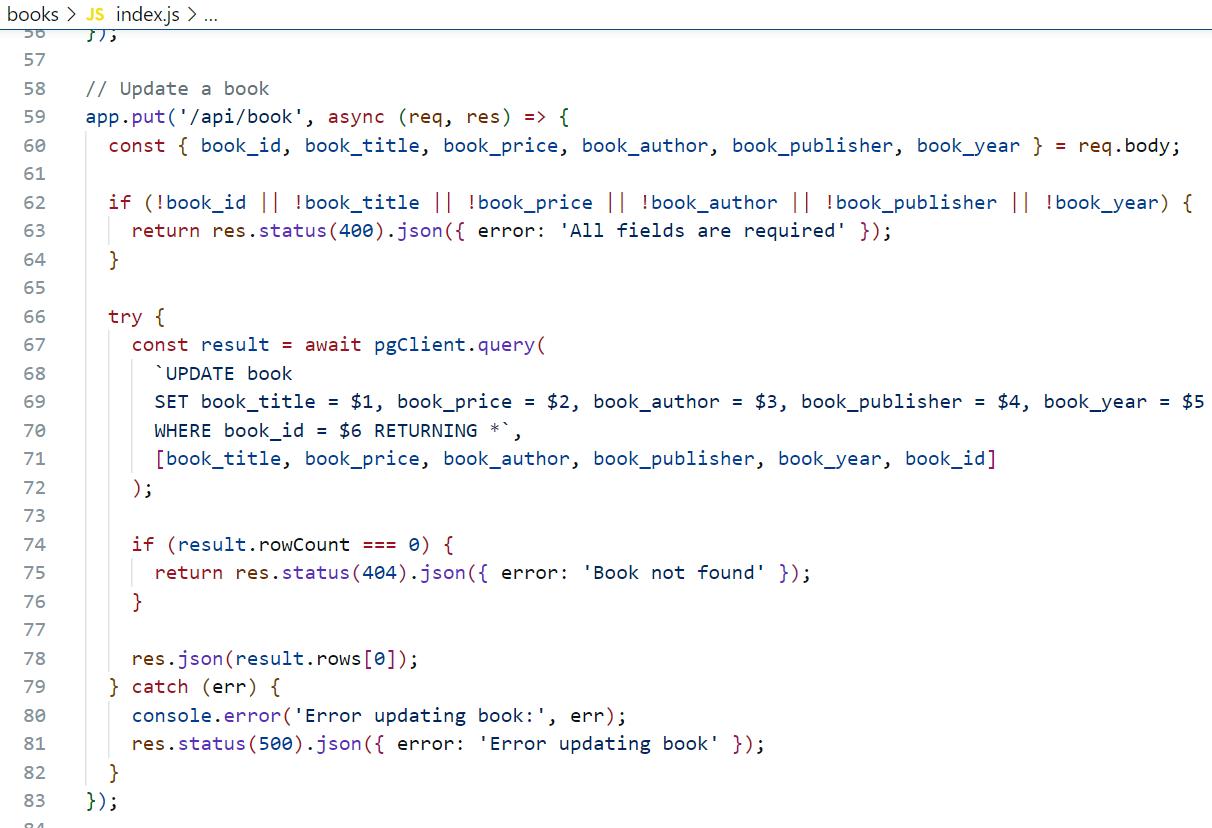 books > JS index.js > ...
56 });
57
58 // Update a book
59 app.put('/api/book', async (req, res) => {
60 const { book_id, book_title, book_price, book_author, book_publisher, book_year } = req.body;
61
62 if (!book_id || !book_title || !book_price || !book_author || !book_publisher || !book_year) {
63 return res.status(400).json({ error: 'All fields are required' });
64 }
65
66 try {
67 const result = await pgClient.query(
68 `UPDATE book
69 SET book_title = $1, book_price = $2, book_author = $3, book_publisher = $4, book_year = $5
70 WHERE book_id = $6 RETURNING *`,
71 [book_title, book_price, book_author, book_publisher, book_year, book_id]
72 );
73
74 if (result.rowCount === 0) {
75 return res.status(404).json({ error: 'Book not found' });
76 }
77
78 res.json(result.rows[0]);
79 } catch (err) {
80 console.error('Error updating book:', err);
81 res.status(500).json({ error: 'Error updating book' });
82 }
83 });
84